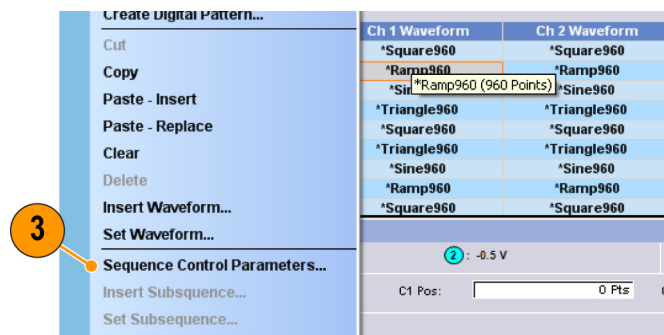 Create Digital Pattern...
Cut
Copy
Paste - Insert
Paste - Replace
Clear
Delete
Insert Waveform...
Set Waveform...
3
Sequence Control Parameters...
Insert Subsquence...
Set Subsequence...
Ch 1 Waveform Ch 2 Waveform
*Square960 *Square960
*Ramp960 *Ramp960
*Ramp960 (960 Points)
*Sin *Sine960
*Triangle960 *Triangle960
*Square960 *Square960
*Triangle960 *Triangle960
*Sine960 *Sine960
*Ramp960 *Ramp960
*Square960 *Square960
2 : -0.5 V
C1 Pos: 0 Pts